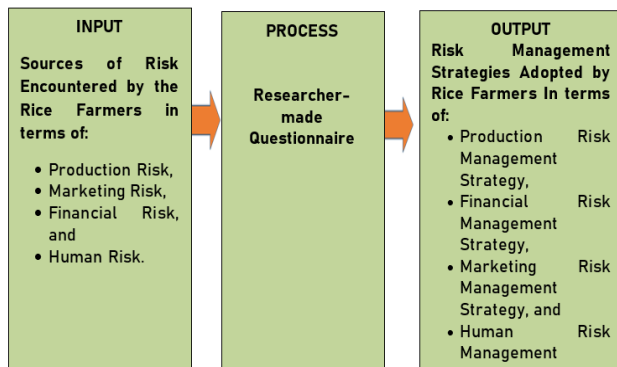 INPUT
Sources of Risk
Encountered by the
Rice Farmers in
terms of:
• Production Risk,
• Marketing Risk,
• Financial Risk,
and
• Human Risk.
PROCESS
Researcher-
made
Questionnaire
OUTPUT
Risk Management
Strategies Adopted by
Rice Farmers In terms
of:
• Production Risk
Management
Strategy,
• Financial Risk
Management
Strategy,
• Marketing Risk
Management
Strategy, and
• Human Risk
Management